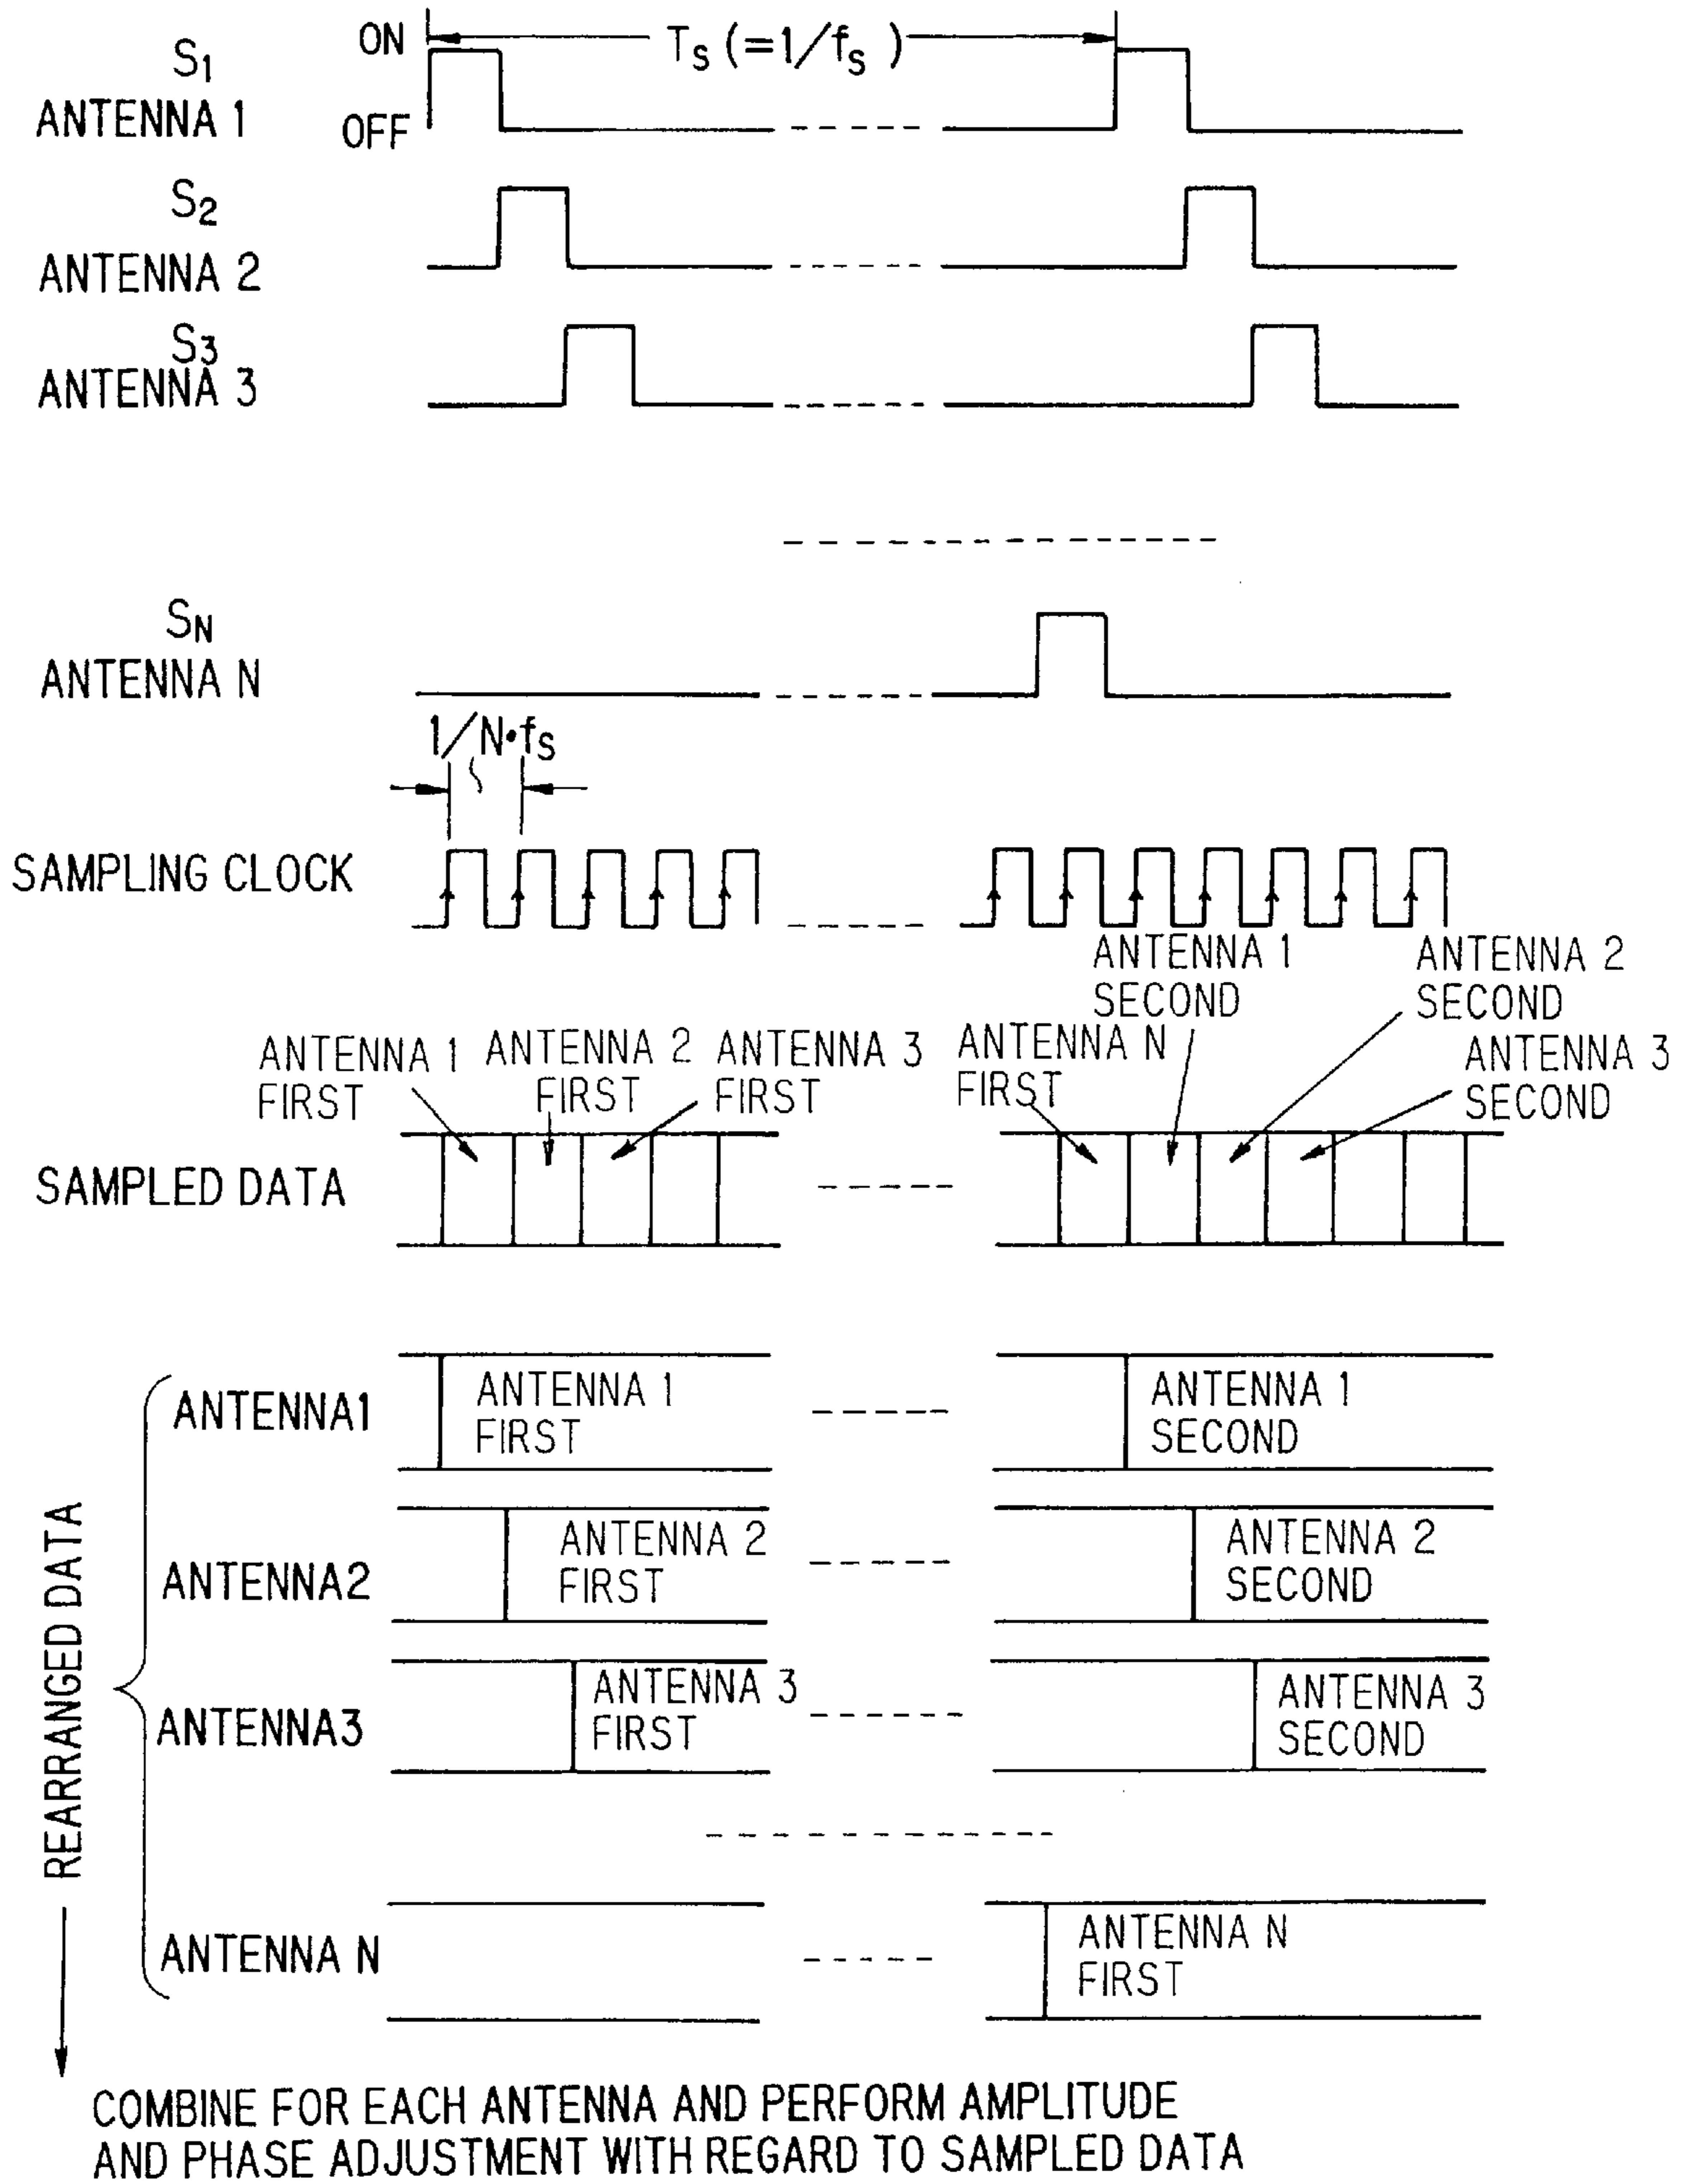 S1
ANTENNA 1
ON
OFF
Ts (=1/fs)
S2
ANTENNA 2
S3
ANTENNA 3
SN
ANTENNA N
1/N•fs
SAMPLING CLOCK
ANTENNA 1
SECOND
ANTENNA 2
SECOND
ANTENNA 1
FIRST
ANTENNA 2
FIRST
ANTENNA 3
FIRST
ANTENNA N
FIRST
ANTENNA 3
SECOND
SAMPLED DATA
REARRANGED DATA
ANTENNA1
ANTENNA 1
FIRST
ANTENNA 1
SECOND
ANTENNA2
ANTENNA 2
FIRST
ANTENNA 2
SECOND
ANTENNA3
ANTENNA 3
FIRST
ANTENNA 3
SECOND
ANTENNA N
ANTENNA N
FIRST
COMBINE FOR EACH ANTENNA AND PERFORM AMPLITUDE
AND PHASE ADJUSTMENT WITH REGARD TO SAMPLED DATA